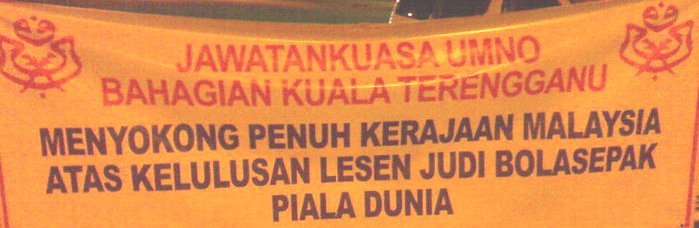 JAWATANKUASA UMNO
BAHAGIAN KUALA TERENGGANU
MENYOKONG PENUH KERAJAAN MALAYSIA
ATAS KELULUSAN LESEN JUDI BOLASEPAK
PIALA DUNIA